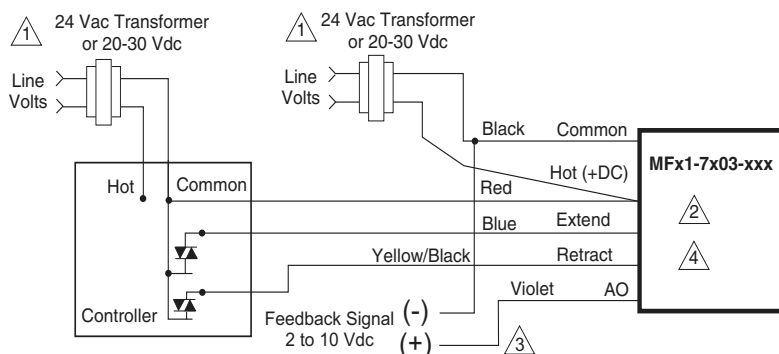 1
24 Vac Transformer
or 20-30 Vdc
Line
Volts
1
24 Vac Transformer
or 20-30 Vdc
Line
Volts
Black
Common
Hot
Common
Hot (+DC)
Red
MFx1-7x03-xxx
Blue
Extend
2
Yellow/Black
Retract
4
Violet
AO
Controller
Feedback Signal
2 to 10 Vdc
(-)
(+)
3